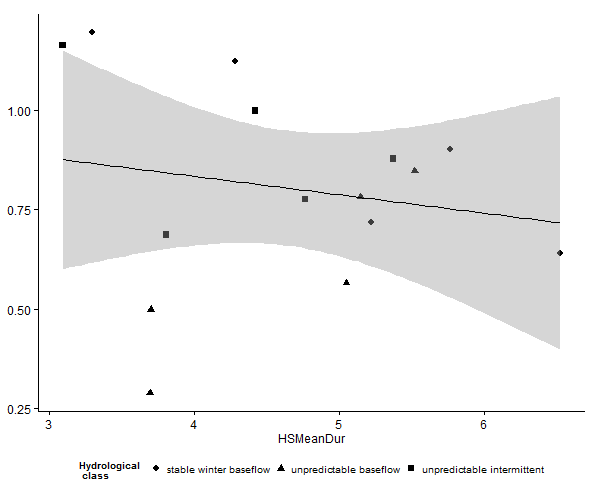 1.00
0.75
0.50
0.25
3 4 5 6
HSMeanDur
Hydrological
class
stable winter baseflow unpredictable baseflow unpredictable intermittent